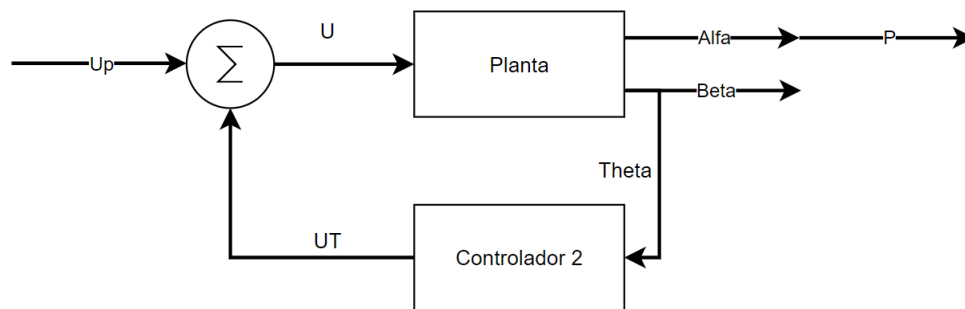 U
Up
∑
Planta
Alfa
P
Beta
Theta
UT
Controlador 2